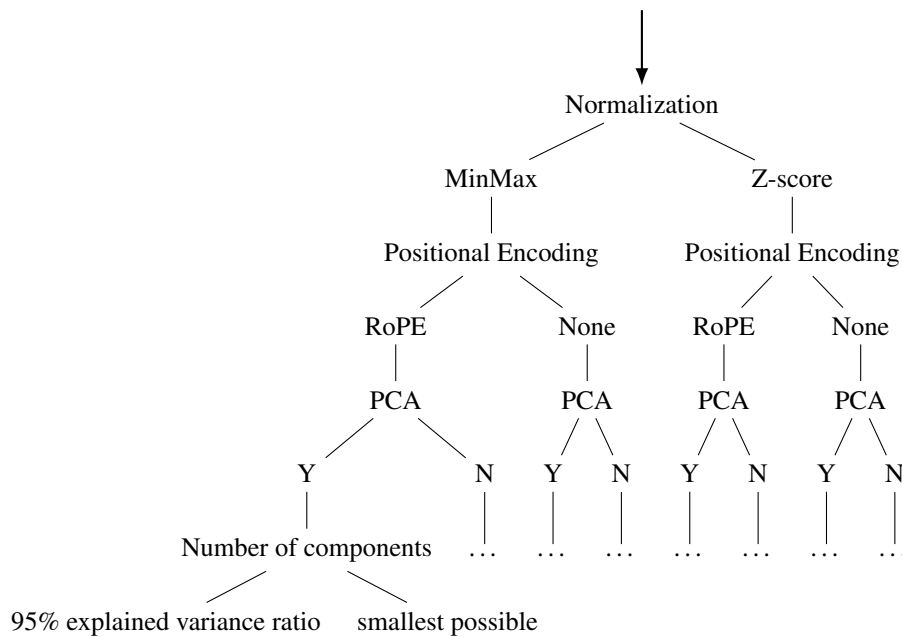 Normalization
MinMax Z-score
Positional Encoding Positional Encoding
RoPE None RoPE None
PCA PCA PCA PCA
Y N Y N Y N Y N
Number of components ... ... ... ... ... ... ...
95% explained variance ratio smallest possible